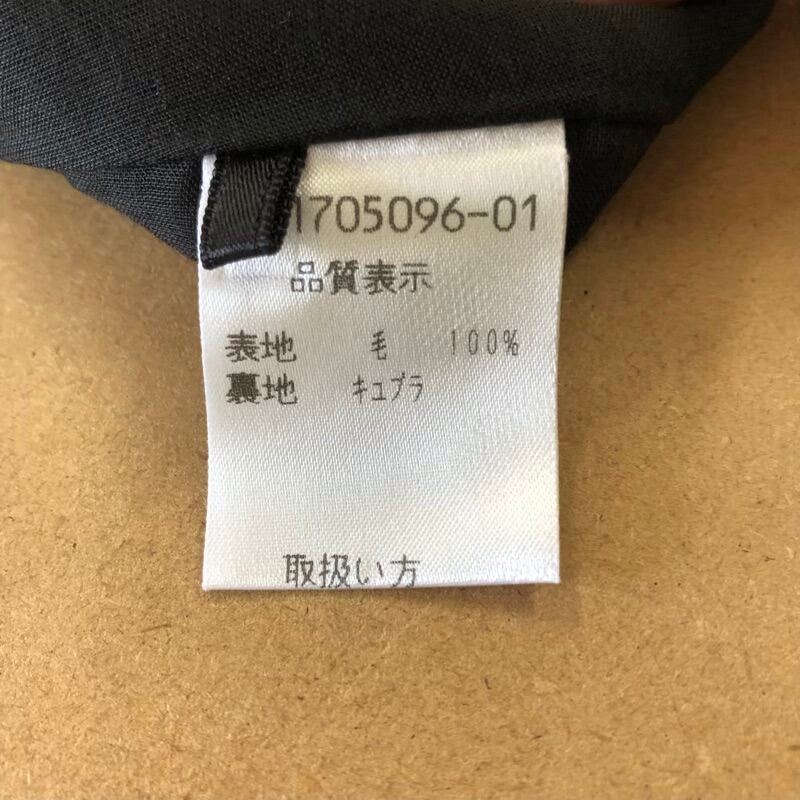 1705096-01
品質表示
表地 毛 100%
裏地 キュプラ
取扱い方